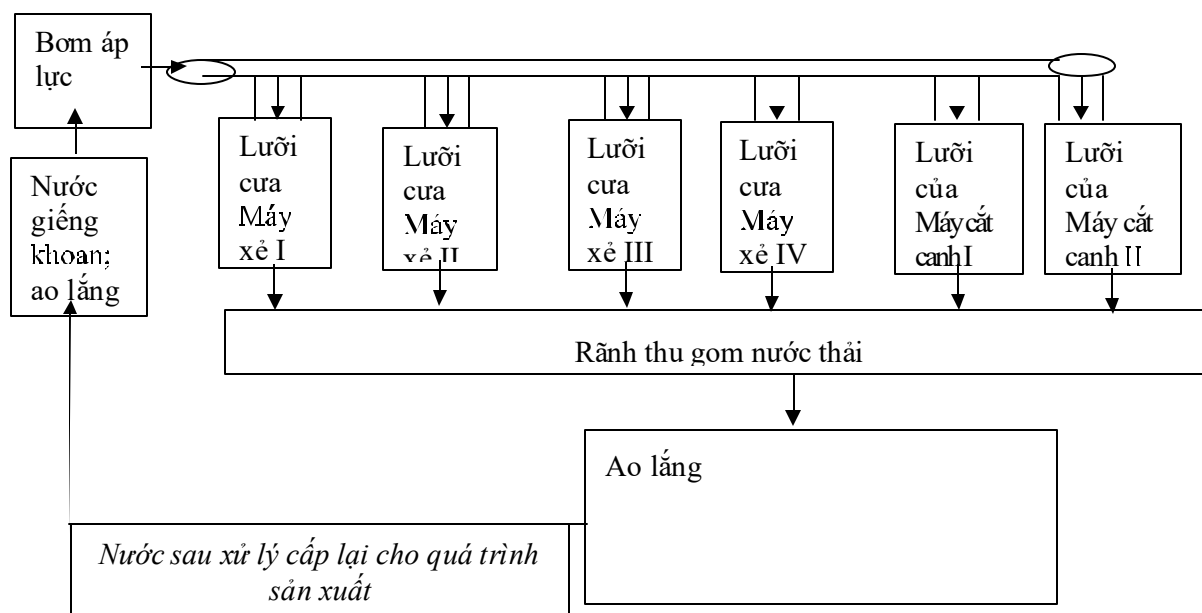 Bơm áp
lực
Nước
giếng
khoan;
ao lắng
Lưỡi
cưa
Máy
xẻ I
Lưỡi
cưa
Máy
xẻ II
Lưỡi
cưa
Máy
xẻ III
Lưỡi
cưa
Máy
xẻ IV
Lưỡi
của
Máy cắt
canh I
Lưỡi
của
Máy cắt
canh II
Rãnh thu gom nước thải
Ao lắng
Nước sau xử lý cấp lại cho quá trình
sản xuất